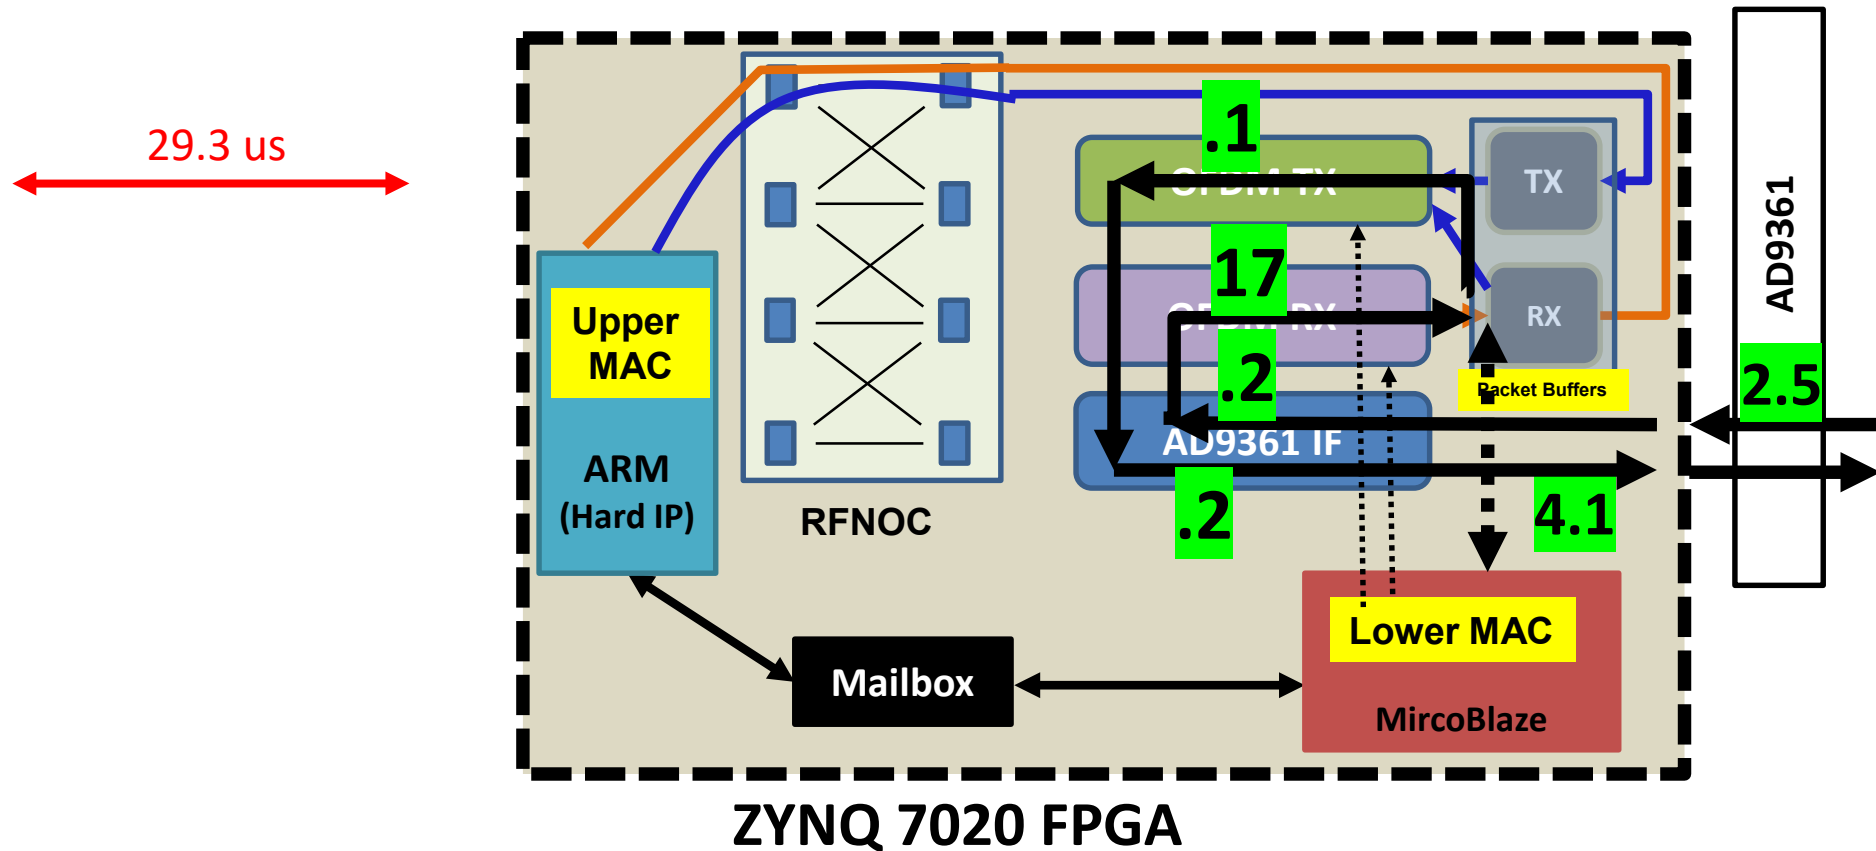 29.3 us
Upper
MAC
ARM
(Hard IP)
RFNOC
.1
OFDM TX
17
OFDM RX
.2
AD9361 IF
.2
TX
RX
Packet Buffers
4.1
2.5
AD9361
Lower MAC
MircoBlaze
Mailbox
ZYNQ 7020 FPGA